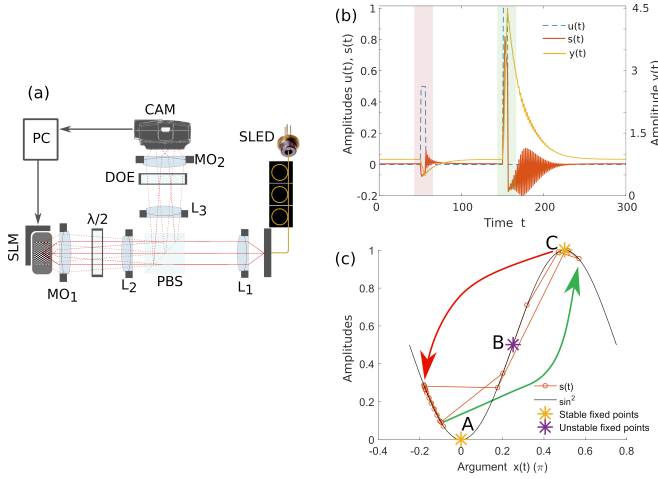 (a)
CAM
PC
SLED
MO2
DOE
L3
SLM
λ/2
MO1
L2
PBS
L1
(b)
Amplitudes u(t), s(t)
1
0.8
0.6
0.4
0.2
0
-0.2
u(t)
s(t)
y(t)
4.5
3
1.5
0
Amplitude y(t)
0
100
200
300
Time t
(c)
Amplitudes
1
0.8
0.6
0.4
0.2
0
C
B
A
s(t)
sin²
Stable fixed points
Unstable fixed points
-0.4
-0.2
0
0.2
0.4
0.6
0.8
Argument x(t) (π)